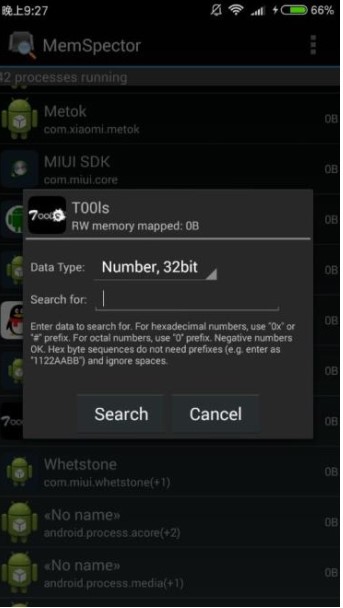 晚上9:27
66%
MemSpector
42 processes running
Metok
com.xiaomi.metok
0B
MIUI SDK
com.miui.core
0B
T00ls
RW memory mapped: 0B
Data Type: Number, 32bit
Search for:
Enter data to search for. For hexadecimal numbers, use "0x" or
"#" prefix. For octal numbers, use "0" prefix. Negative numbers
OK. Hex byte sequences do not need prefixes (e.g. enter as
"1122AABB") and ignore spaces.
Search
Cancel
0B
Whetstone
com.miui.whetstone(+1)
0B
«No name»
android.process.acore(+2)
0B
«No name»
android.process.media(+1)
0B